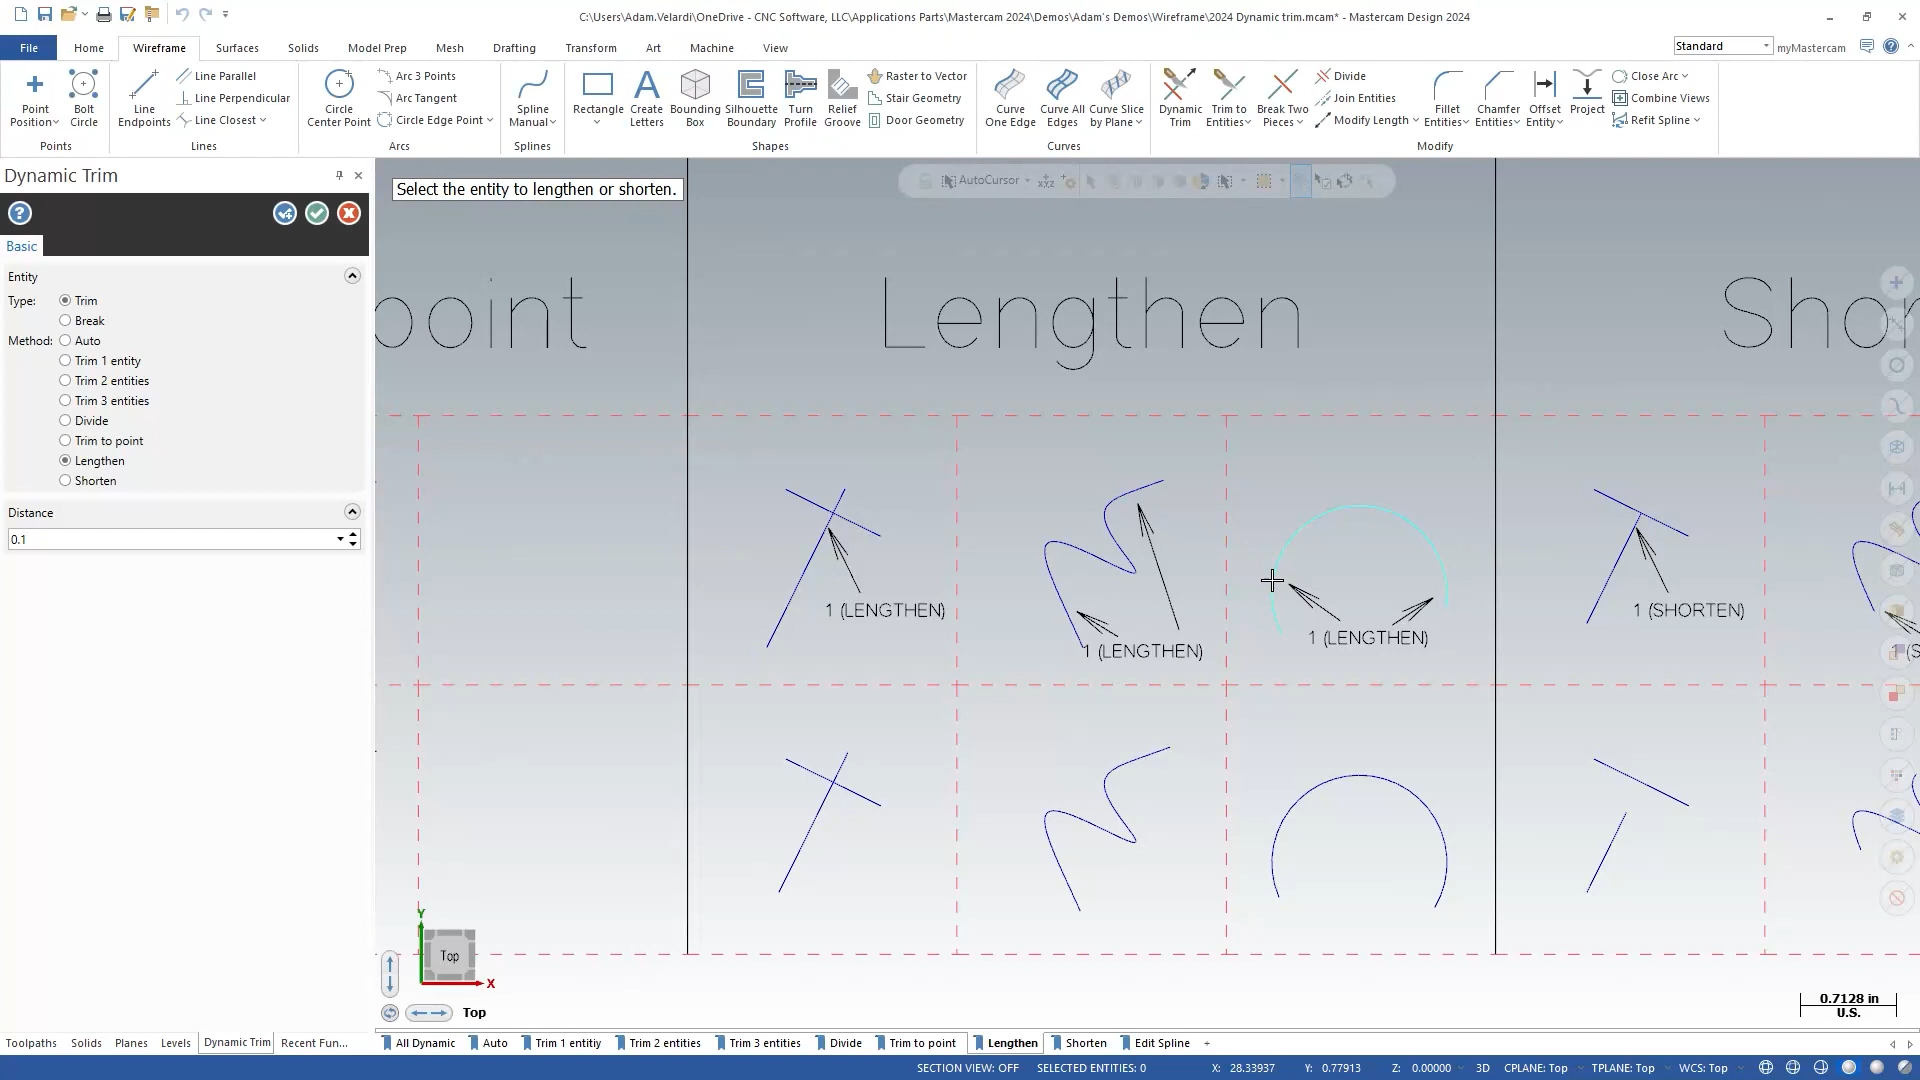 C:\Users\Adam.Velardi\OneDrive - CNC Software, LLC\Applications Parts\Mastercam 2024\Demos\Adam's Demos\Wireframe\2024 Dynamic trim.mcam* - Mastercam Design 2024
File Home Wireframe Surfaces Solids Model Prep Mesh Drafting Transform Art Machine View Standard myMastercam
Point Position
Bolt Circle
Points
Line Endpoints
Line Parallel
Line Perpendicular
Line Closest
Lines
Circle Center Point
Arc 3 Points
Arc Tangent
Circle Edge Point
Arcs
Spline Manual
Splines
Rectangle
Create Letters
Bounding Box
Silhouette Boundary
Turn Profile
Relief Groove
Raster to Vector
Stair Geometry
Door Geometry
Shapes
Curve One Edge
Curve All Edges
Curve Slice by Plane
Curves
Dynamic Trim
Trim to Entities
Break Two Pieces
Divide
Join Entities
Modify Length
Fillet Entities
Chamfer Entities
Offset Entity
Project
Close Arc
Combine Views
Refit Spline
Modify
Dynamic Trim
Basic
Entity
Type: Trim
Break
Method: Auto
Trim 1 entity
Trim 2 entities
Trim 3 entities
Divide
Trim to point
Lengthen
Shorten
Distance
0.1
Select the entity to lengthen or shorten.
AutoCursor
point Lengthen Shor
1 (LENGTHEN)
1 (LENGTHEN)
1 (LENGTHEN)
1 (SHORTEN)
1 (S
Y
Top
X
Top
0.7128 in
U.S.
Toolpaths Solids Planes Levels Dynamic Trim Recent Fun...
All Dynamic Auto Trim 1 enitiy Trim 2 entities Trim 3 entities Divide Trim to point Lengthen Shorten Edit Spline +
SECTION VIEW: OFF SELECTED ENTITIES: 0 X: 28.33937 Y: 0.77913 Z: 0.00000 3D CPLANE: Top TPLANE: Top WCS: Top